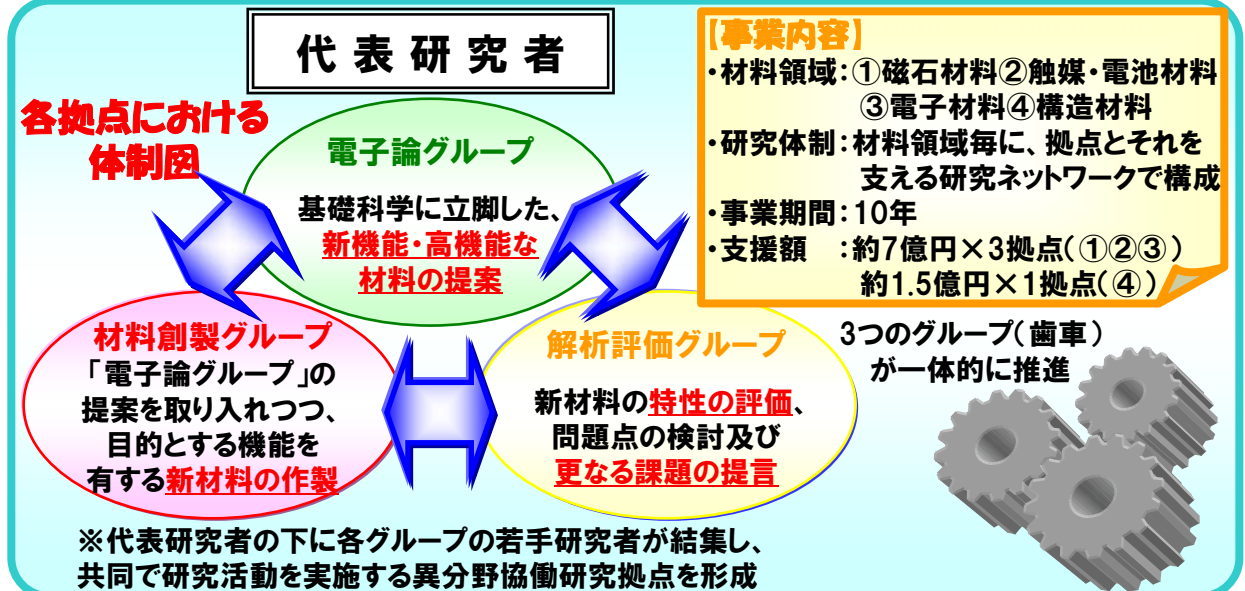 代表研究者
各拠点における
体制図
電子論グループ
基礎科学に立脚した、
新機能・高機能な
材料の提案
材料創製グループ
「電子論グループ」の
提案を取り入れつつ、
目的とする機能を
有する新材料の作製
解析評価グループ
新材料の特性の評価、
問題点の検討及び
更なる課題の提言
【事業内容】
・材料領域：①磁石材料②触媒・電池材料
③電子材料④構造材料
・研究体制：材料領域毎に、拠点とそれを
支える研究ネットワークで構成
・事業期間：10年
・支援額　：約7億円×3拠点（①②③）
約1.5億円×1拠点（④）
3つのグループ（歯車）
が一体的に推進
※代表研究者の下に各グループの若手研究者が結集し、
共同で研究活動を実施する異分野協働研究拠点を形成